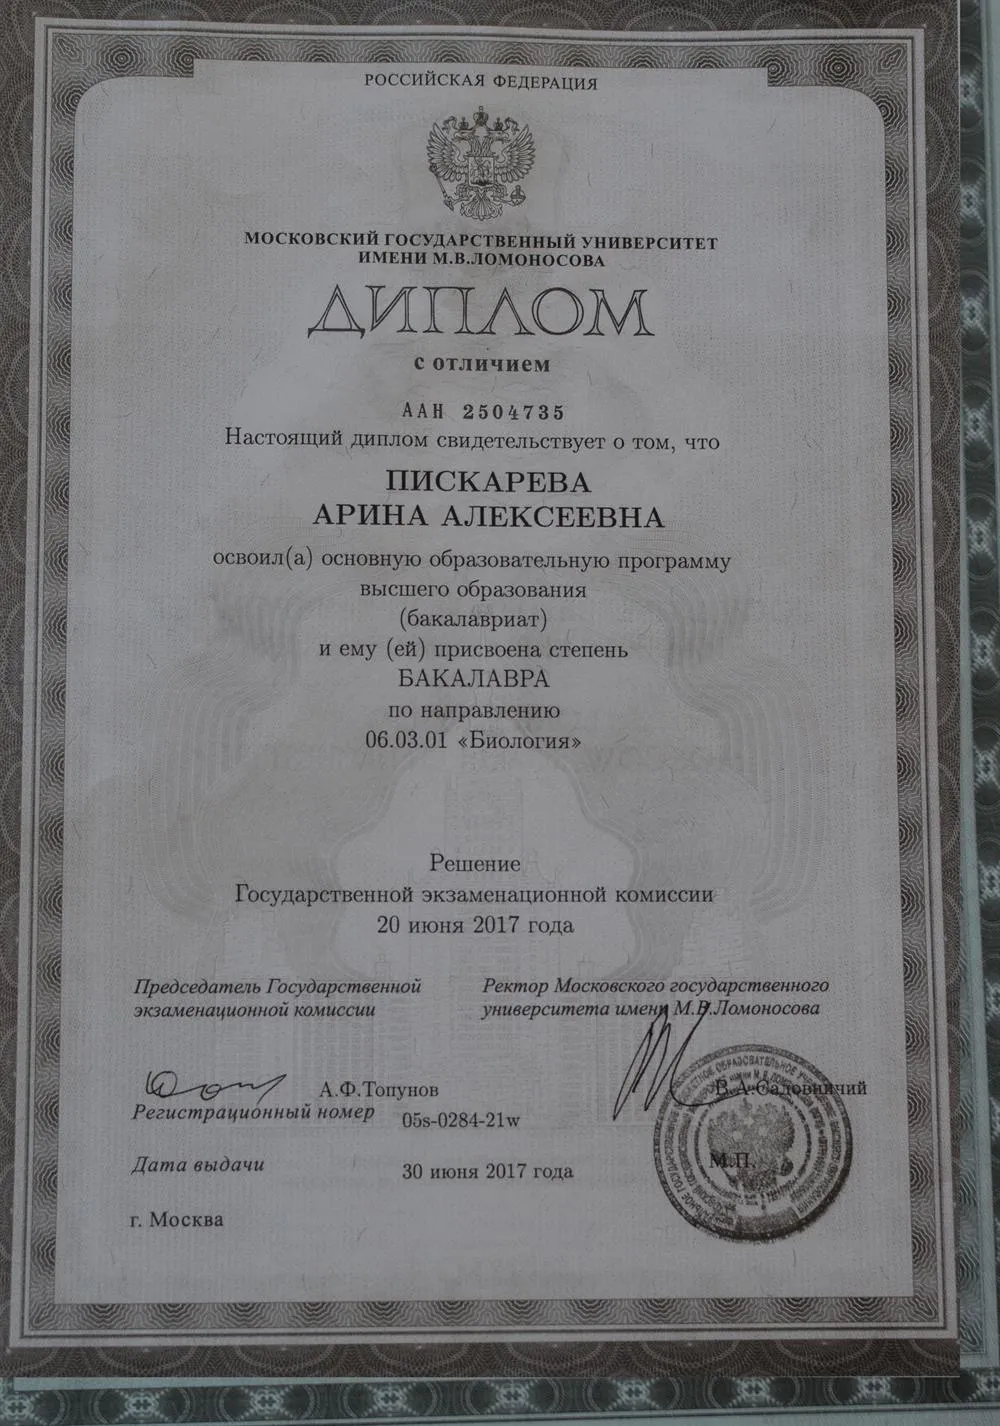 РОССИЙСКАЯ ФЕДЕРАЦИЯ
МОСКОВСКИЙ ГОСУДАРСТВЕННЫЙ УНИВЕРСИТЕТ
ИМЕНИ М.В.ЛОМОНОСОВА
ДИПЛОМ
с отличием
ААН 2504735
Настоящий диплом свидетельствует о том, что
ПИСКАРЕВА
АРИНА АЛЕКСЕЕВНА
освоил(а) основную образовательную программу
высшего образования
(бакалавриат)
и ему (ей) присвоена степень
БАКАЛАВРА
по направлению
06.03.01 «Биология»
Решение
Государственной экзаменационной комиссии
20 июня 2017 года
Председатель Государственной
экзаменационной комиссии
Ректор Московского государственного
университета имени М.В.Ломоносова
А.Ф.Топунов
В.А.Садовничий
Регистрационный номер 05s-0284-21w
М.П.
Дата выдачи 30 июня 2017 года
г. Москва